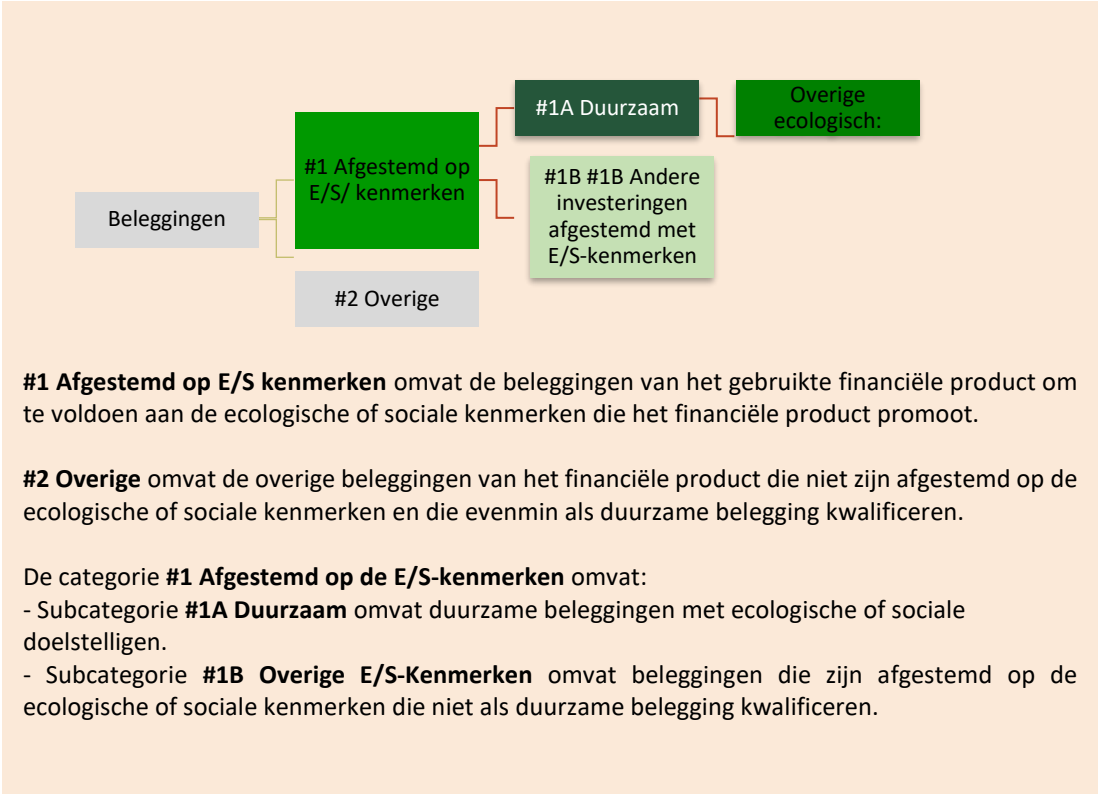 #1A Duurzaam
Overige
ecologisch:
#1 Afgestemd op
E/S/ kenmerken
#1B #1B Andere
investeringen
afgestemd met
E/S-kenmerken
Beleggingen
#2 Overige
#1 Afgestemd op E/S kenmerken omvat de beleggingen van het gebruikte financiële product om
te voldoen aan de ecologische of sociale kenmerken die het financiële product promoot.
#2 Overige omvat de overige beleggingen van het financiële product die niet zijn afgestemd op de
ecologische of sociale kenmerken en die evenmin als duurzame belegging kwalificeren.
De categorie #1 Afgestemd op de E/S-kenmerken omvat:
- Subcategorie #1A Duurzaam omvat duurzame beleggingen met ecologische of sociale
doelstelligen.
- Subcategorie #1B Overige E/S-Kenmerken omvat beleggingen die zijn afgestemd op de
ecologische of sociale kenmerken die niet als duurzame belegging kwalificeren.